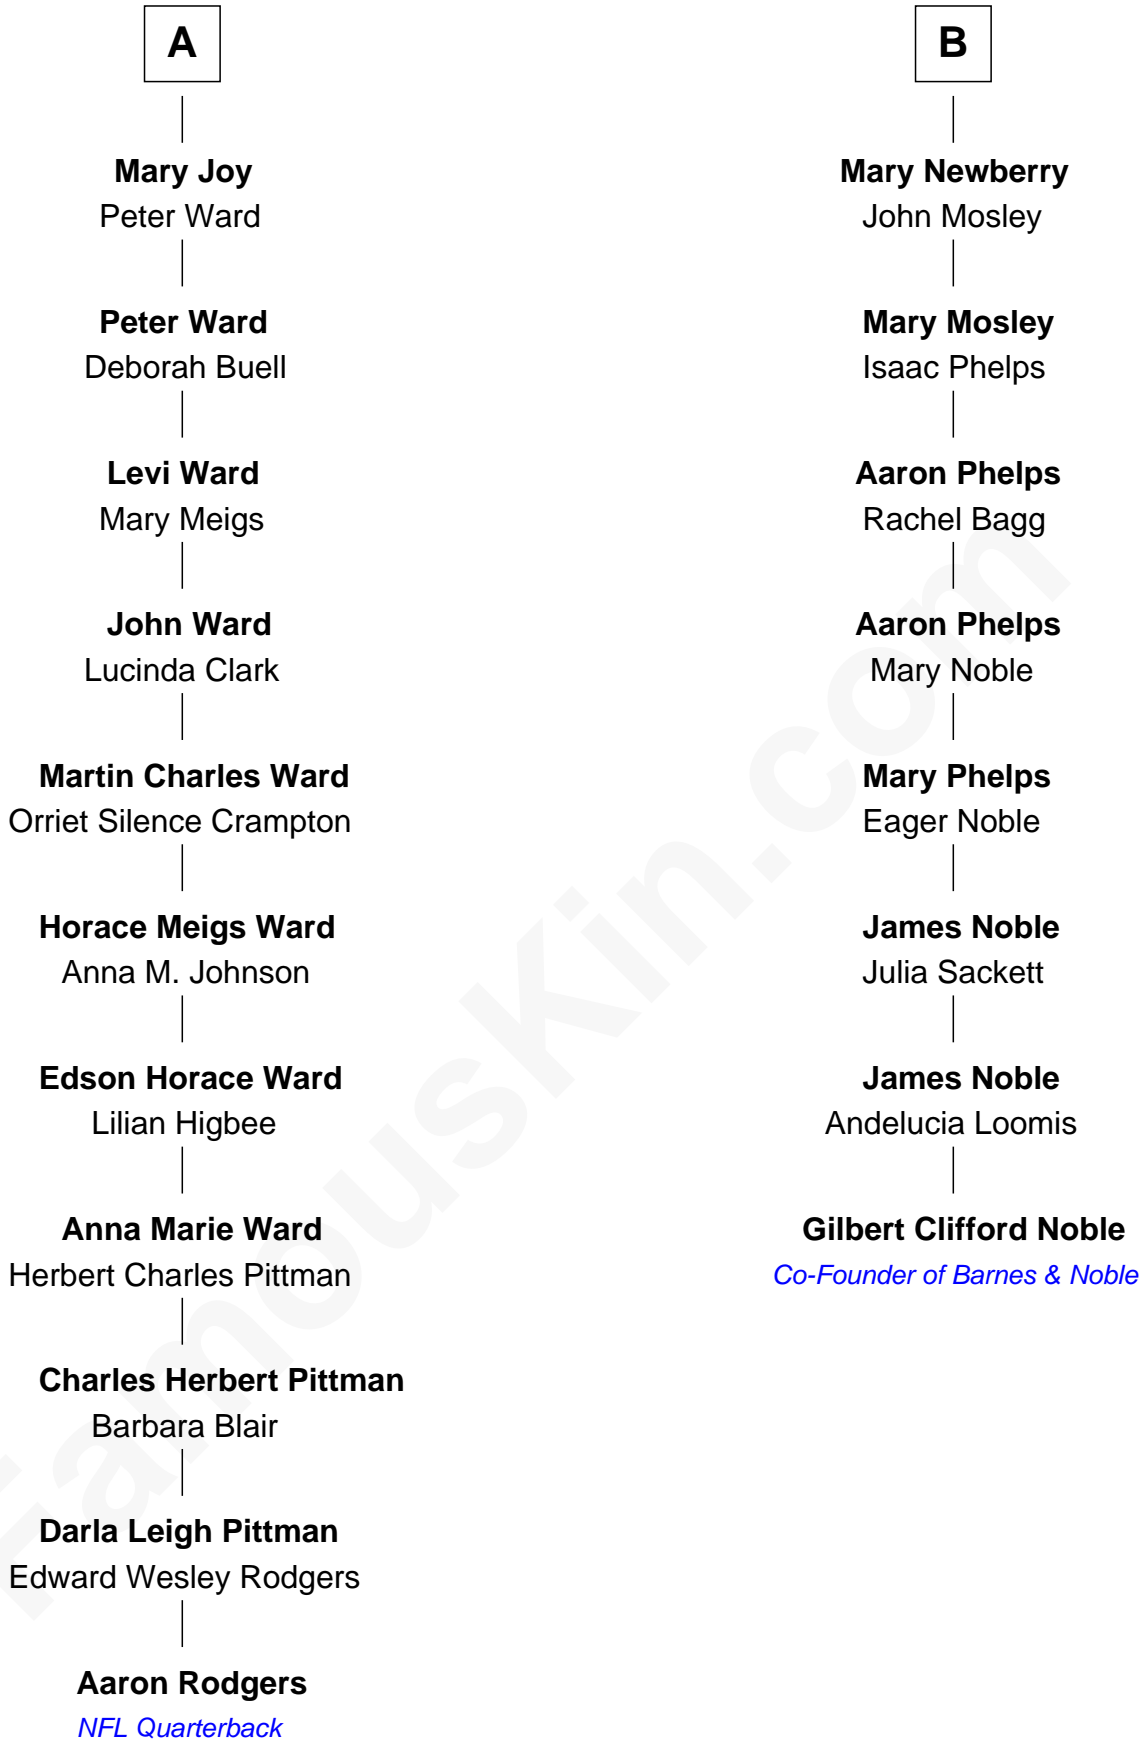 A
Mary Joy
Peter Ward
Peter Ward
Deborah Buell
Levi Ward
Mary Meigs
John Ward
Lucinda Clark
Martin Charles Ward
Orriet Silence Crampton
Horace Meigs Ward
Anna M. Johnson
Edson Horace Ward
Lilian Higbee
Anna Marie Ward
Herbert Charles Pittman
Charles Herbert Pittman
Barbara Blair
Darla Leigh Pittman
Edward Wesley Rodgers
Aaron Rodgers
NFL Quarterback
B
Mary Newberry
John Mosley
Mary Mosley
Isaac Phelps
Aaron Phelps
Rachel Bagg
Aaron Phelps
Mary Noble
Mary Phelps
Eager Noble
James Noble
Julia Sackett
James Noble
Andelucia Loomis
Gilbert Clifford Noble
Co-Founder of Barnes & Noble
FamousKin.com